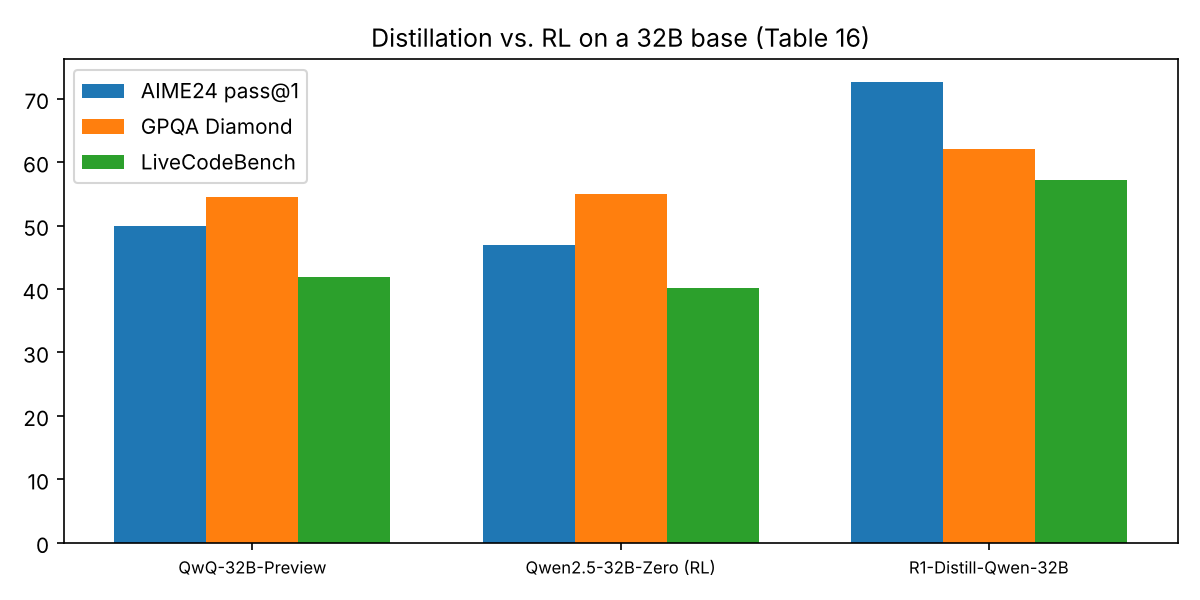 Distillation vs. RL on a 32B base (Table 16)
AIME24 pass@1
GPQA Diamond
LiveCodeBench
70
60
50
40
30
20
10
0
QwQ-32B-Preview
Qwen2.5-32B-Zero (RL)
R1-Distill-Qwen-32B